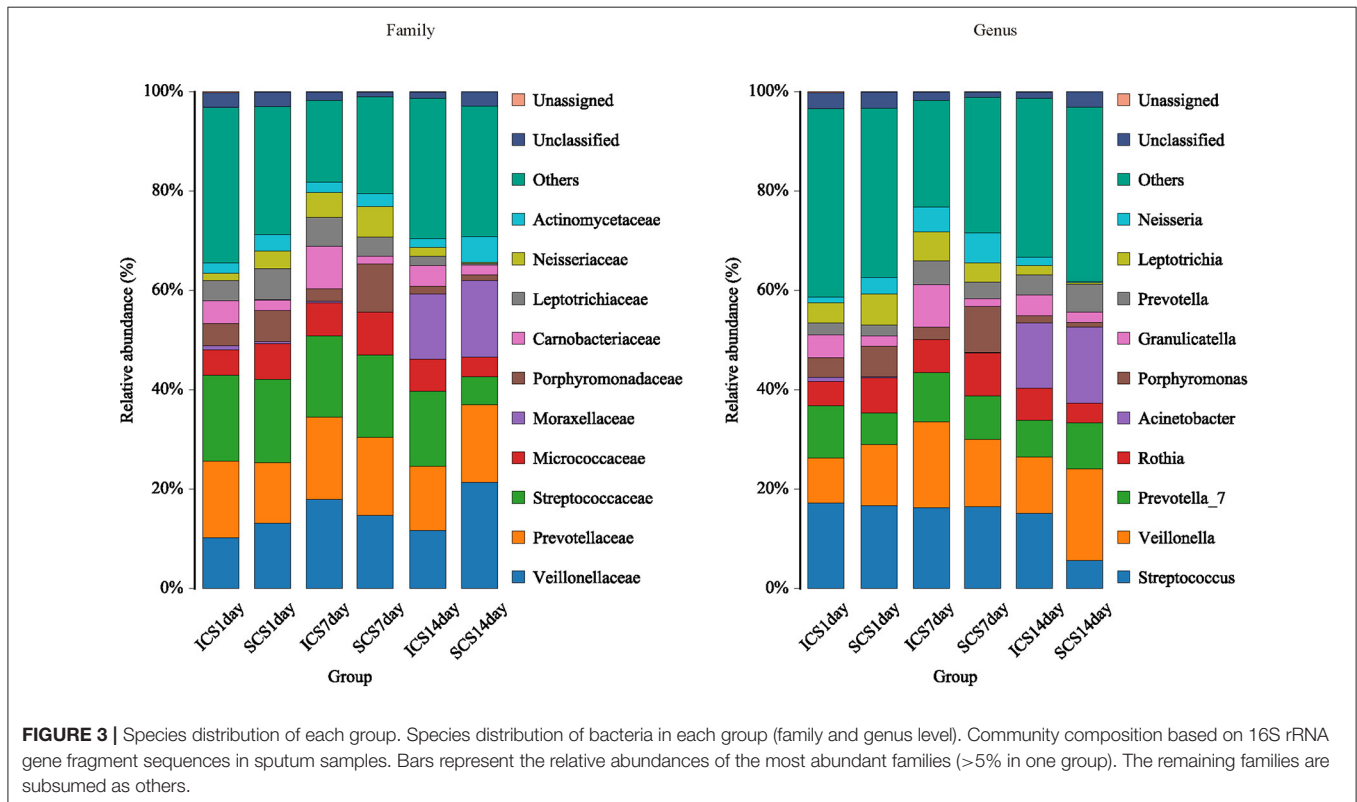 Family
Relative abundance (%)
100%
80%
60%
40%
20%
0%
ICS1day
SCS1day
ICS7day
SCS7day
ICS14day
SCS14day
Group
Unassigned
Unclassified
Others
Actinomycetaceae
Neisseriaceae
Leptotrichiaceae
Carnobacteriaceae
Porphyromonadaceae
Moraxellaceae
Micrococcaceae
Streptococcaceae
Prevotellaceae
Veillonellaceae
Genus
Relative abundance (%)
100%
80%
60%
40%
20%
0%
ICS1day
SCS1day
ICS7day
SCS7day
ICS14day
SCS14day
Group
Unassigned
Unclassified
Others
Neisseria
Leptotrichia
Prevotella
Granulicatella
Porphyromonas
Acinetobacter
Rothia
Prevotella_7
Veillonella
Streptococcus
FIGURE 3 | Species distribution of each group. Species distribution of bacteria in each group (family and genus level). Community composition based on 16S rRNA
gene fragment sequences in sputum samples. Bars represent the relative abundances of the most abundant families (>5% in one group). The remaining families are
subsumed as others.